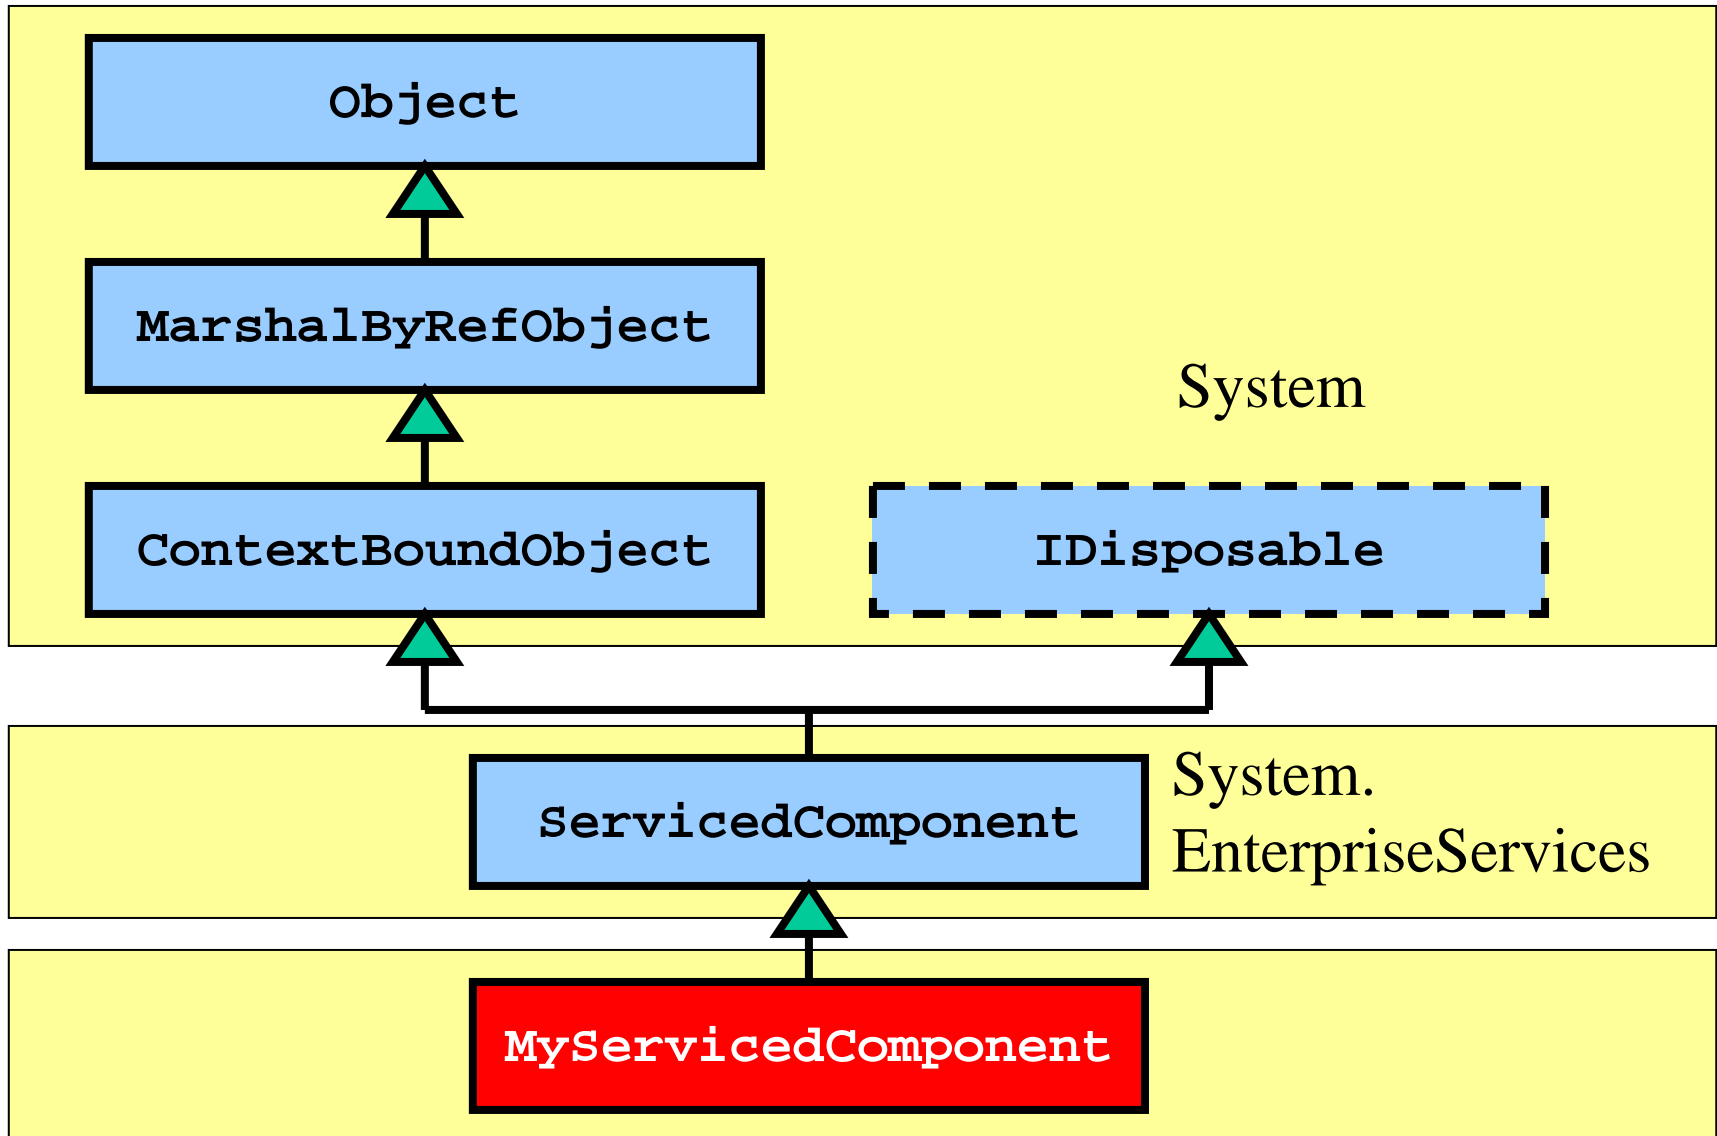 Object
MarshalByRefObject
System
ContextBoundObject
IDisposable
ServicedComponent
System.
EnterpriseServices
MyServicedComponent